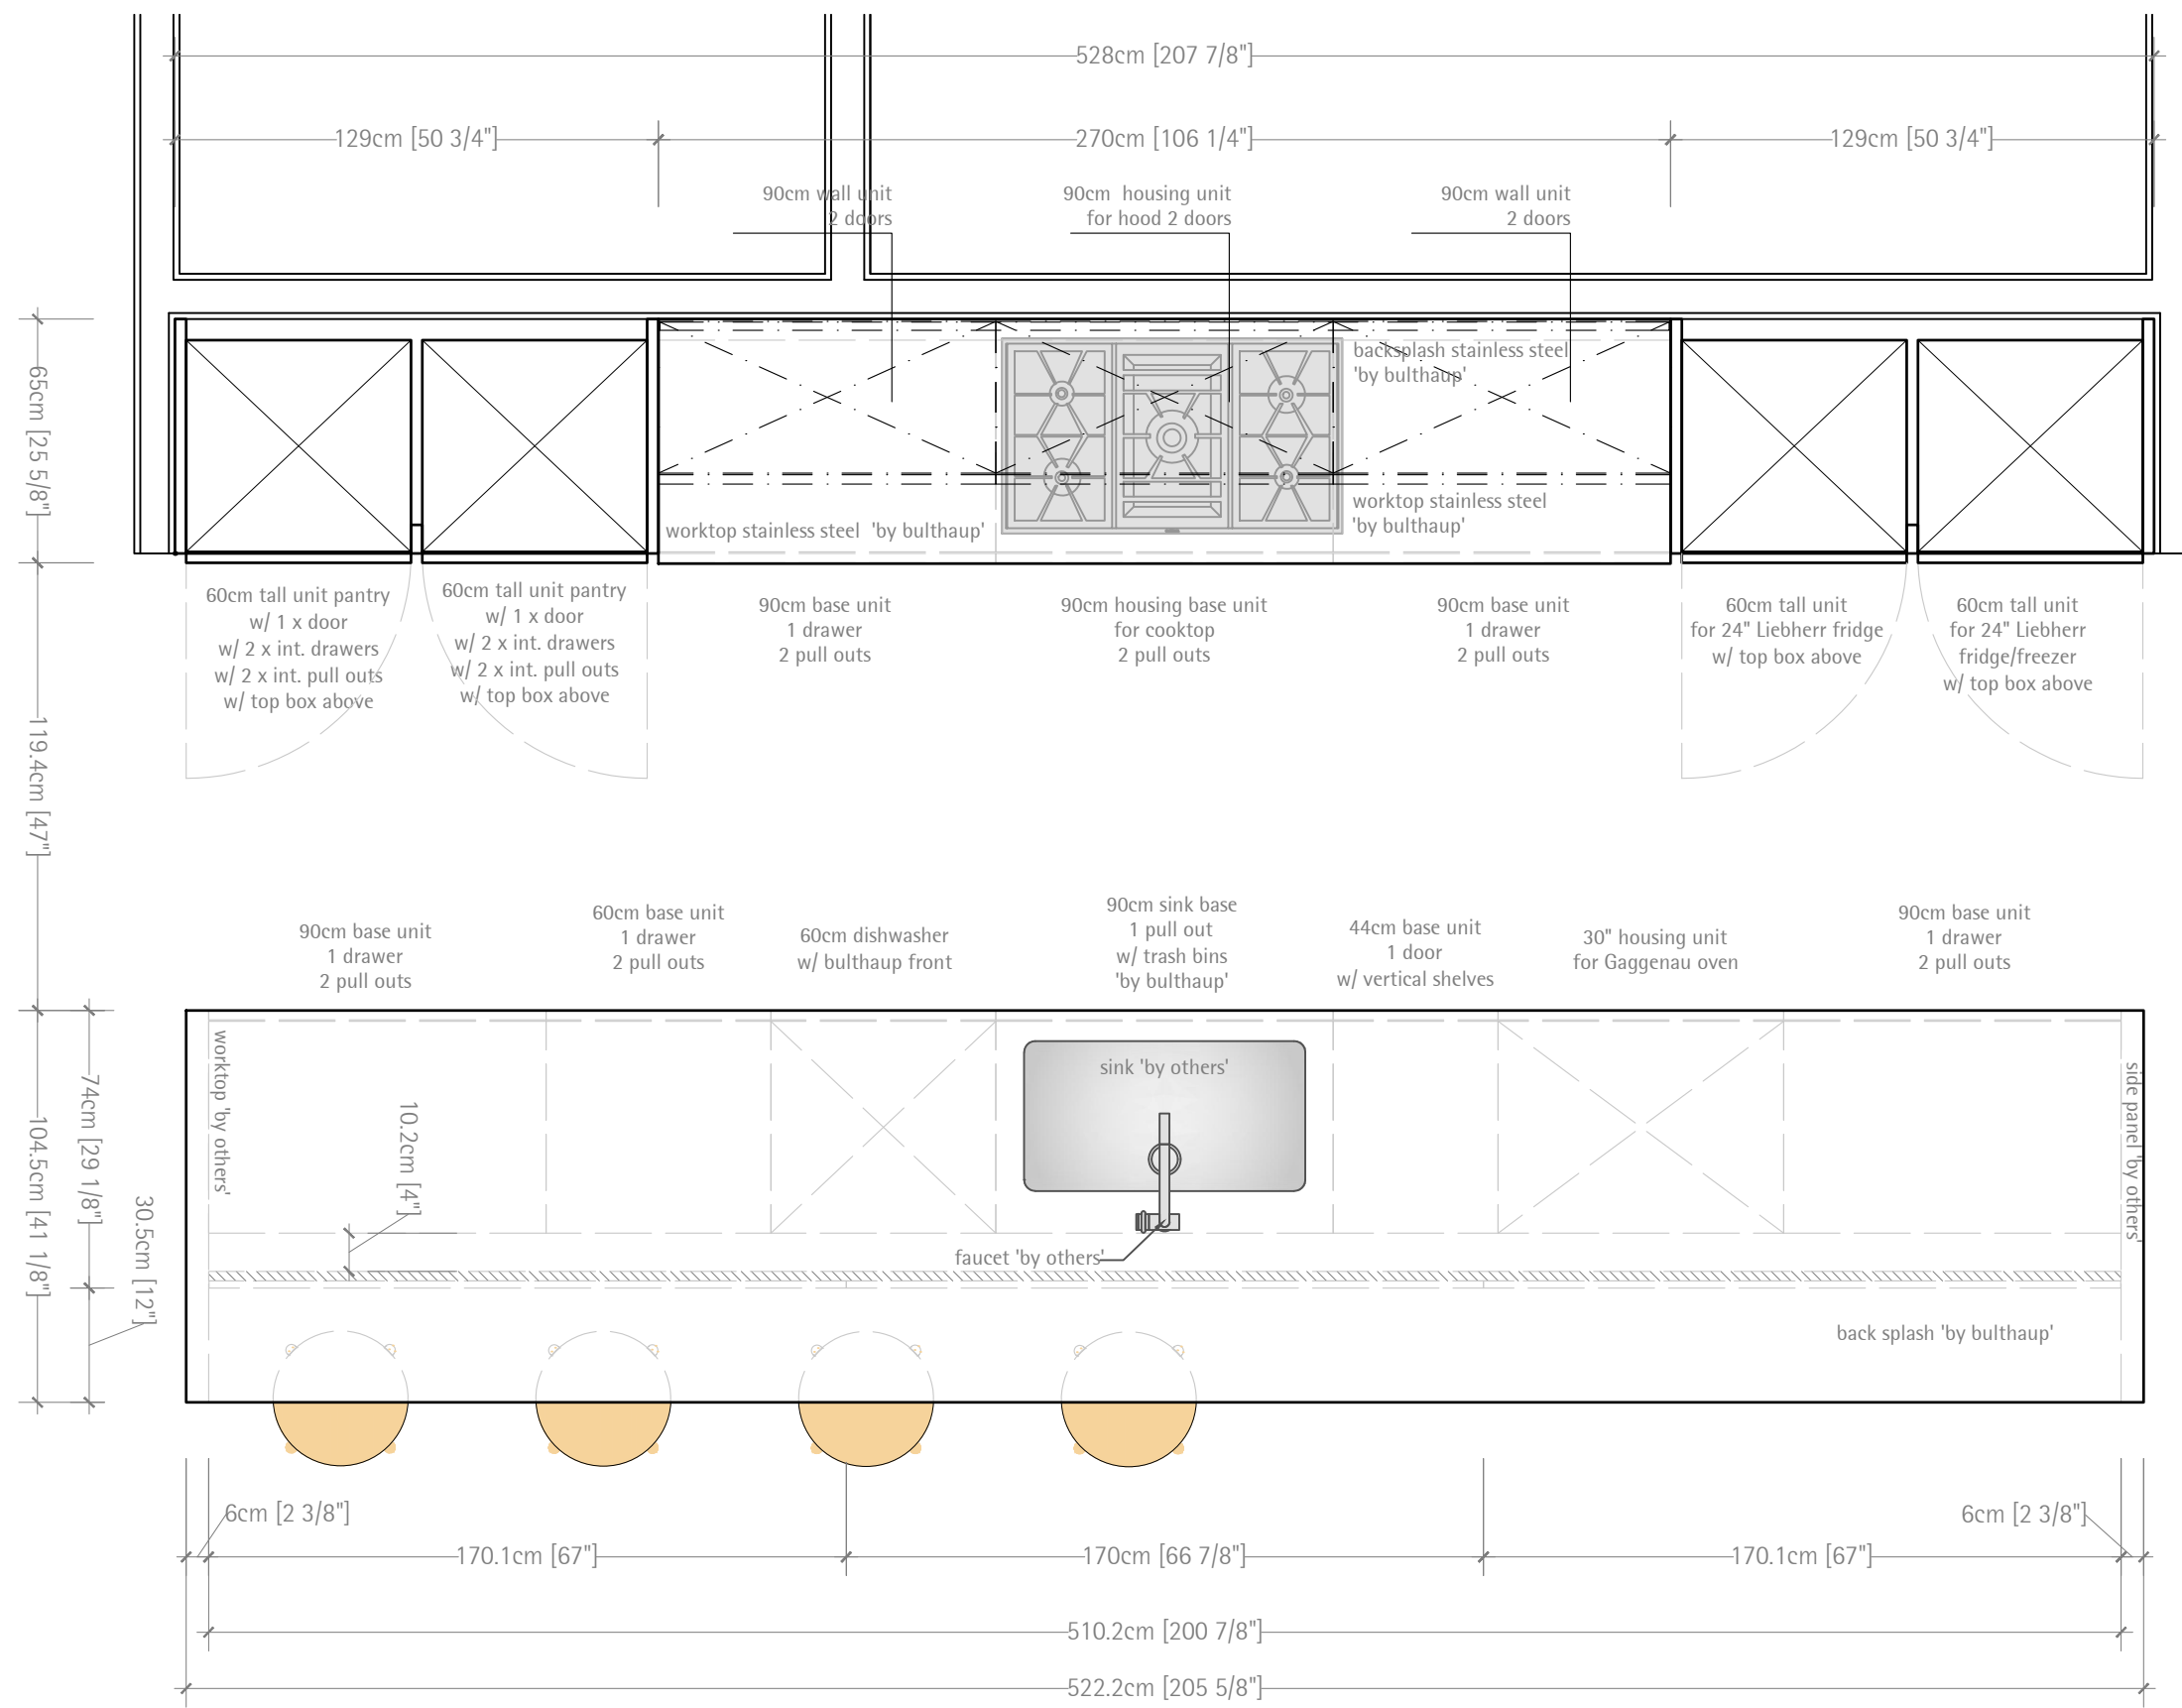 528cm [207 7/8"]
129cm [50 3/4"]
270cm [106 1/4"]
129cm [50 3/4"]
90cm wall unit
2 doors
90cm  housing unit
for hood 2 doors
90cm wall unit
2 doors
65cm [25 5/8"]
backsplash stainless steel
'by bulthaup'
worktop stainless steel  'by bulthaup'
worktop stainless steel
'by bulthaup'
60cm tall unit pantry
w/ 1 x door
w/ 2 x int. drawers
w/ 2 x int. pull outs
w/ top box above
60cm tall unit pantry
w/ 1 x door
w/ 2 x int. drawers
w/ 2 x int. pull outs
w/ top box above
90cm base unit
1 drawer
2 pull outs
90cm housing base unit
for cooktop
2 pull outs
90cm base unit
1 drawer
2 pull outs
60cm tall unit
for 24" Liebherr fridge
w/ top box above
60cm tall unit
for 24" Liebherr
fridge/freezer
w/ top box above
119.4cm [47"]
90cm base unit
1 drawer
2 pull outs
60cm base unit
1 drawer
2 pull outs
60cm dishwasher
w/ bulthaup front
90cm sink base
1 pull out
w/ trash bins
'by bulthaup'
44cm base unit
1 door
w/ vertical shelves
30" housing unit
for Gaggenau oven
90cm base unit
1 drawer
2 pull outs
104.5cm [41 1/8"]
74cm [29 1/8"]
30.5cm [12"]
worktop 'by others'
10.2cm [4"]
sink 'by others'
faucet 'by others'
side panel 'by others'
back splash 'by bulthaup'
6cm [2 3/8"]
6cm [2 3/8"]
170.1cm [67"]
170cm [66 7/8"]
170.1cm [67"]
510.2cm [200 7/8"]
522.2cm [205 5/8"]